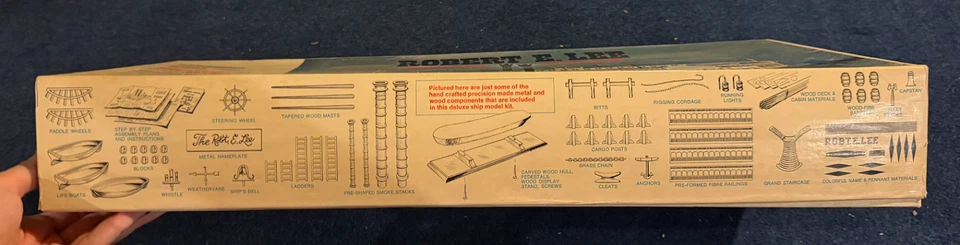 ROBERT E. LEE
Pictured here are just some of the
hand crafted precision made metal and
wood components that are included
in this deluxe ship model kit.
PADDLE WHEELS
STEP BY STEP
ASSEMBLY PLANS
AND INSTRUCTIONS
STEERING WHEEL
TAPERED WOOD MASTS
BITTS
RIGGING CORDAGE
RUNNING
LIGHTS
WOOD DECK &
CABIN MATERIALS
WOOD FIRE
CAPSTAN
The Robt. E. Lee
METAL NAMEPLATE
BLOCKS
CARGO POSTS
ROBT E. LEE
BRASS CHAIN
LIFE BOATS
WHISTLE
WEATHERVANE
SHIP'S BELL
LADDERS
PRE-SHAPED SMOKE STACKS
CARVED WOOD HULL,
PEDESTALS,
WOOD DISPLAY
STAND, SCREWS
CLEATS
ANCHORS
PRE-FORMED FIBRE RAILINGS
GRAND STAIRCASE
COLORFUL NAME & PENNANT MATERIALS